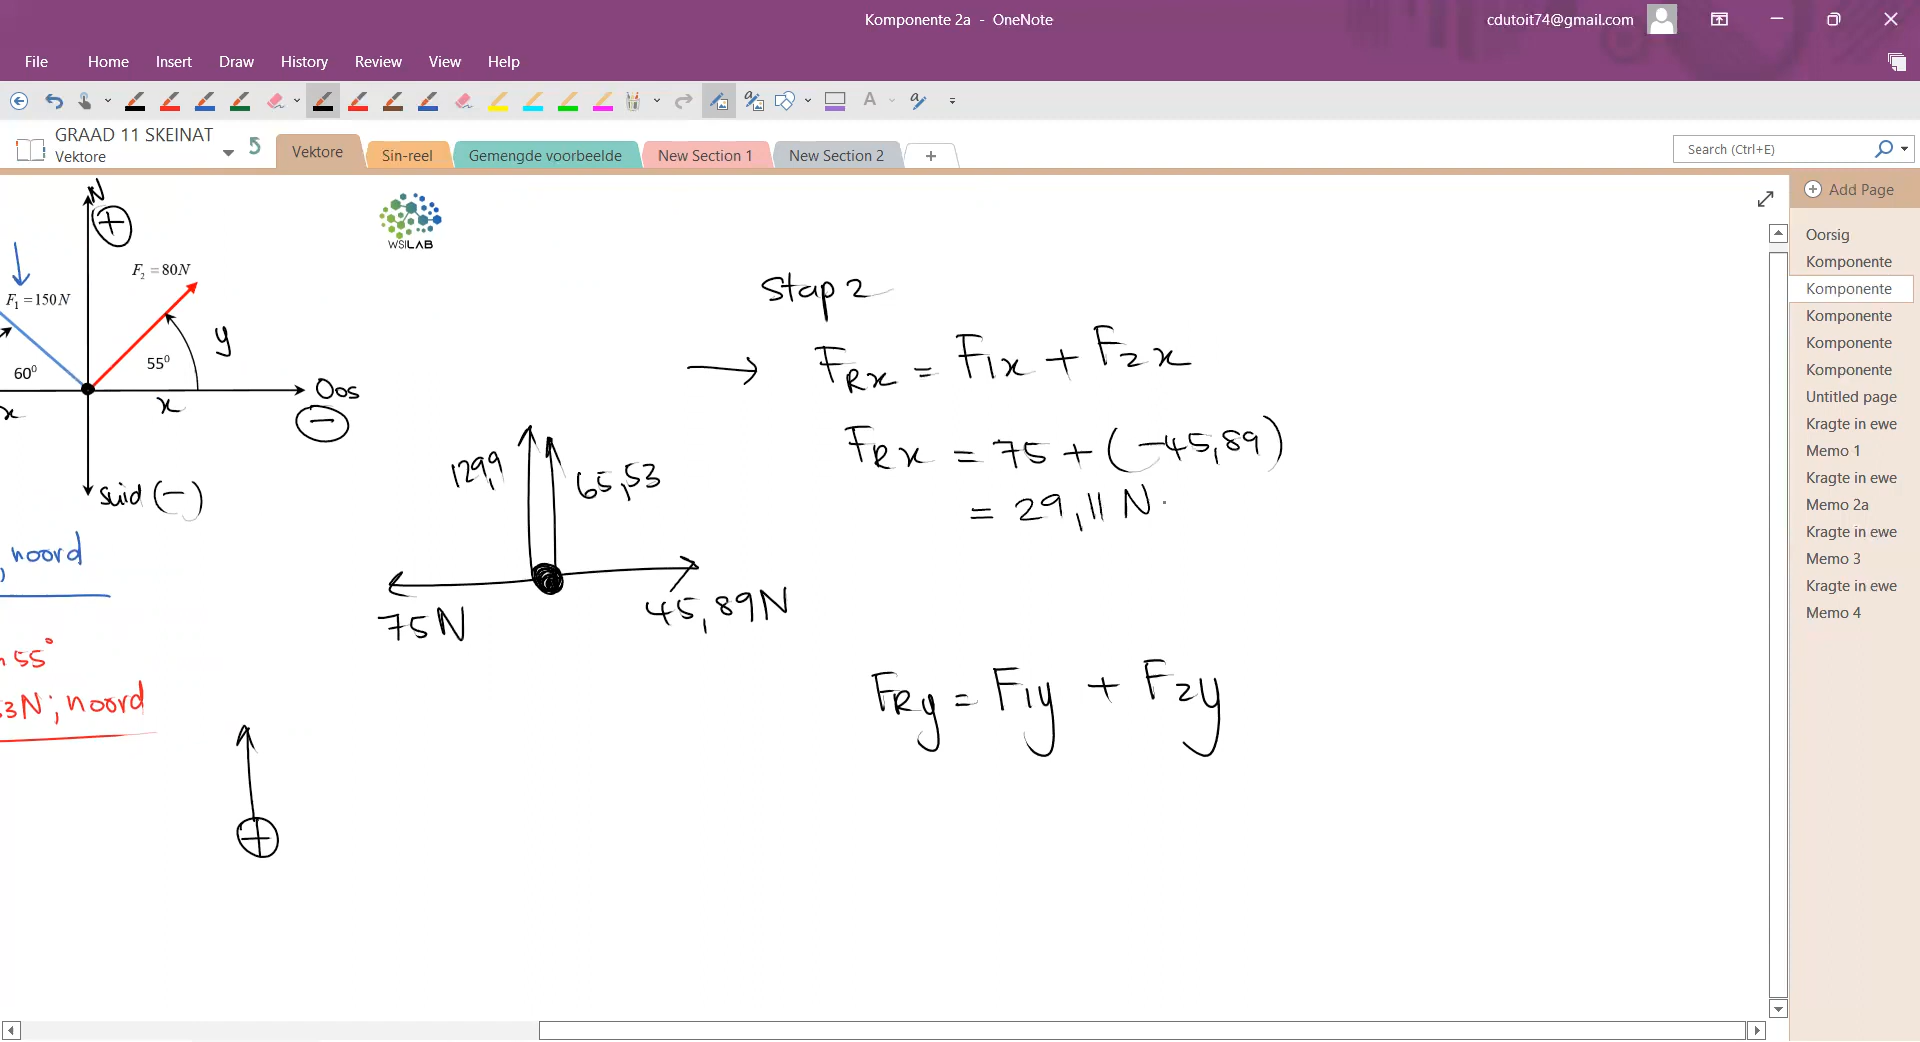 Komponente 2a - OneNote
cdutoit74@gmail.com
File Home Insert Draw History Review View Help
GRAAD 11 SKEINAT
Vektore
Vektore
Sin-reel
Gemengde voorbeelde
New Section 1
New Section 2
Search (Ctrl+E)
Add Page
Oorsig
Komponente
Komponente
Komponente
Komponente
Komponente
Untitled page
Kragte in ewe
Memo 1
Kragte in ewe
Memo 2a
Kragte in ewe
Memo 3
Kragte in ewe
Memo 4
WSILAB
N
+
F₂ = 80N
F₁ = 150N
y
60⁰
55⁰
x
x
Oos
−
suid (−)
; noord
55°
3N; noord
+
129,9
65,53
75N
45,89N
Stap 2
→ FRx = F1x + F2x
FRx = 75 + (−45,89)
= 29,11 N
FRy = F1y + F2y